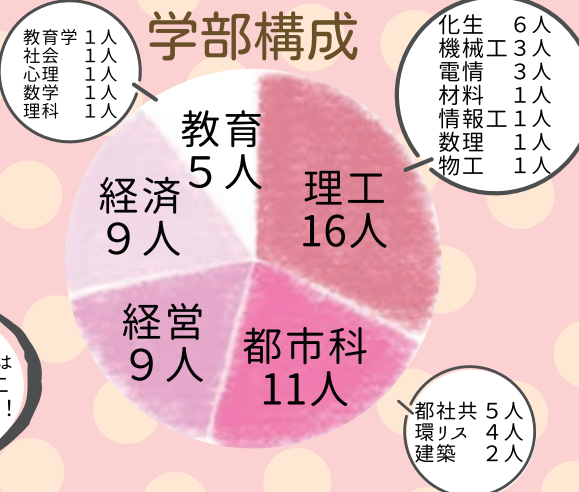 学部構成
教育学 1人
社会 1人
心理 1人
数学 1人
理科 1人
化生 6人
機械工 3人
電情 3人
材料 1人
情報工 1人
数理 1人
物工 1人
教育
5人
理工
16人
経済
9人
経営
9人
都市科
11人
都社共 5人
環リス 4人
建築 2人
は
！